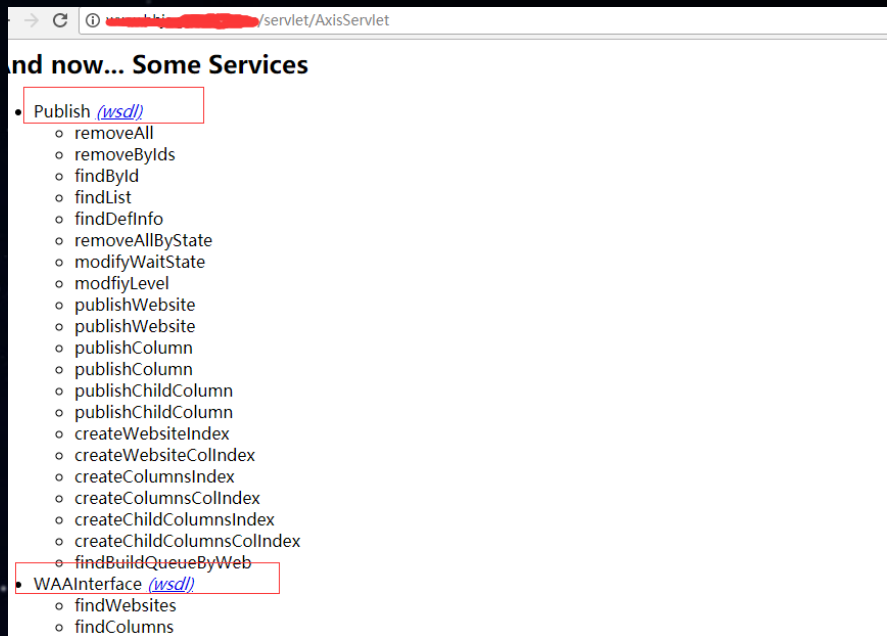 /servlet/AxisServlet
And now... Some Services
Publish (wsdl)
removeAll
removeByIds
findById
findList
findDefInfo
removeAllByState
modifyWaitState
modfiyLevel
publishWebsite
publishWebsite
publishColumn
publishColumn
publishChildColumn
publishChildColumn
createWebsiteIndex
createWebsiteColIndex
createColumnsIndex
createColumnsColIndex
createChildColumnsIndex
createChildColumnsColIndex
findBuildQueueByWeb
WAAInterface (wsdl)
findWebsites
findColumns